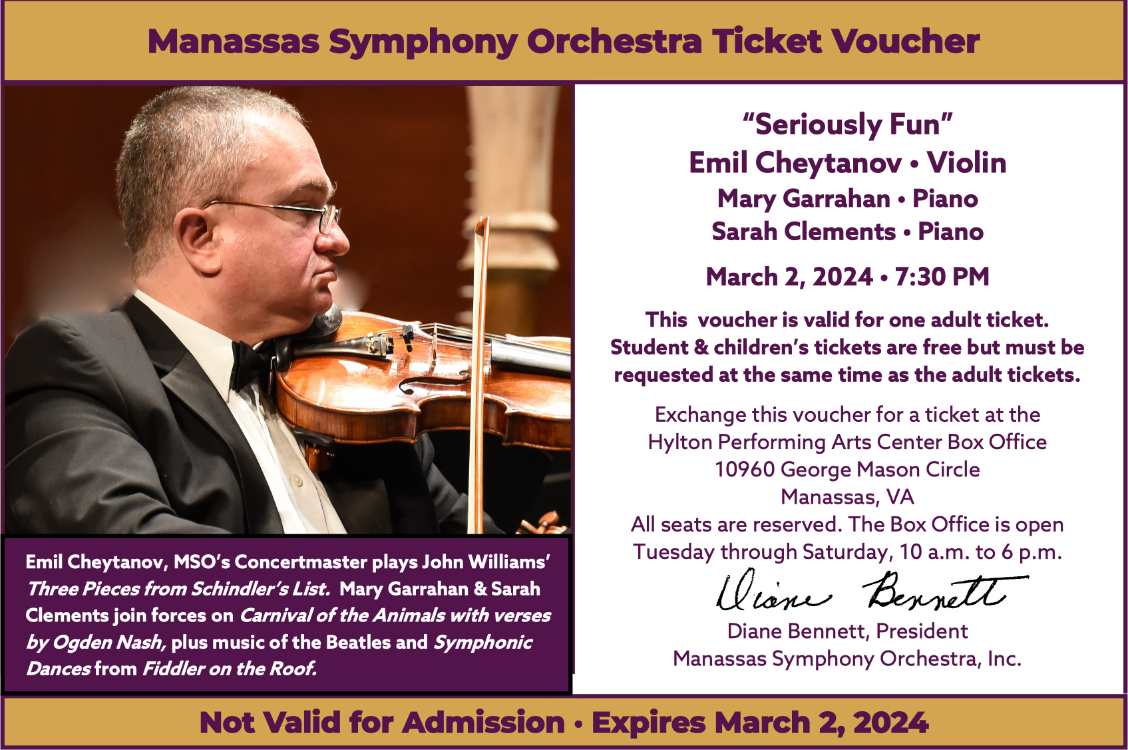 Manassas Symphony Orchestra Ticket Voucher
“Seriously Fun”
Emil Cheytanov • Violin
Mary Garrahan • Piano
Sarah Clements • Piano
March 2, 2024 • 7:30 PM
This  voucher is valid for one adult ticket.
Student & children’s tickets are free but must be
requested at the same time as the adult tickets.
Exchange this voucher for a ticket at the
Hylton Performing Arts Center Box Office
10960 George Mason Circle
Manassas, VA
All seats are reserved. The Box Office is open
Tuesday through Saturday, 10 a.m. to 6 p.m.
Diane Bennett
Diane Bennett, President
Manassas Symphony Orchestra, Inc.
Emil Cheytanov, MSO’s Concertmaster plays John Williams’
Three Pieces from Schindler’s List.  Mary Garrahan & Sarah
Clements join forces on Carnival of the Animals with verses
by Ogden Nash, plus music of the Beatles and Symphonic
Dances from Fiddler on the Roof.
Not Valid for Admission • Expires March 2, 2024